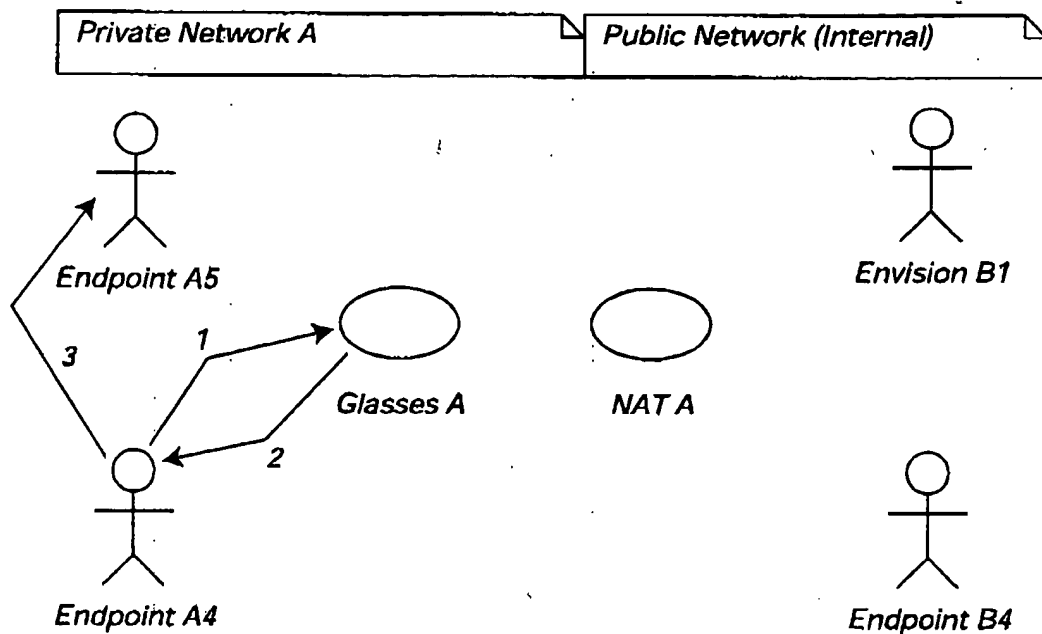 Private Network A
Public Network (Internal)
Endpoint A5
Envision B1
1
3
Glasses A
NAT A
2
Endpoint A4
Endpoint B4